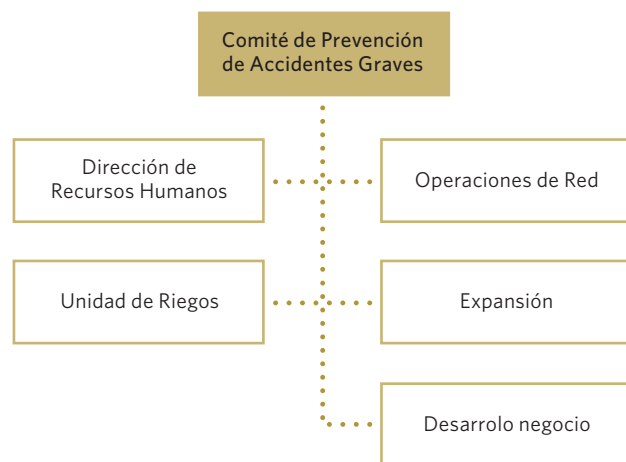 Comité de Prevención
de Accidentes Graves
Dirección de
Recursos Humanos
Operaciones de Red
Unidad de Riegos
Expansión
Desarrolo negocio